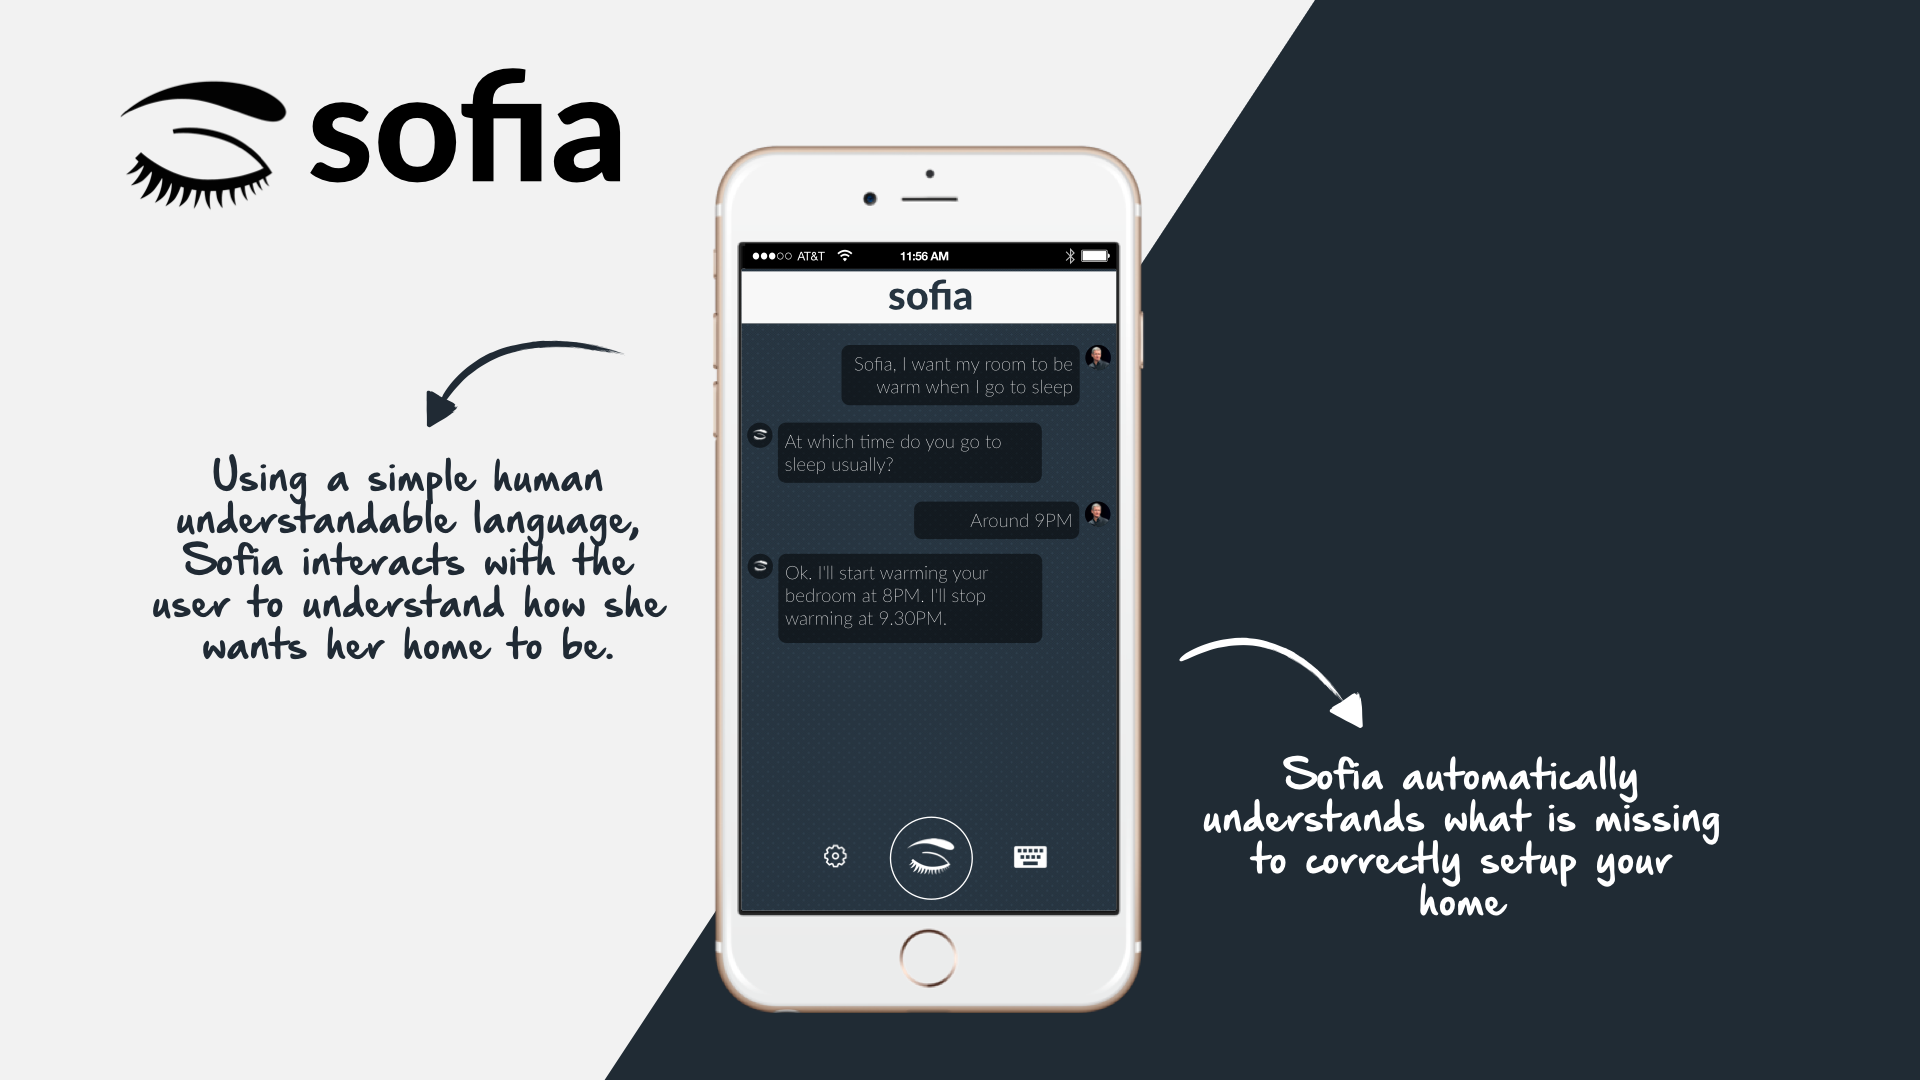 sofia
AT&T
11:56 AM
sofia
Sofia, I want my room to be
warm when I go to sleep
At which time do you go to
sleep usually?
Around 9PM
Ok. I'll start warming your
bedroom at 8PM. I'll stop
warming at 9.30PM.
Using a simple human
understandable language,
Sofia interacts with the
user to understand how she
wants her home to be.
Sofia automatically
understands what is missing
to correctly setup your
home